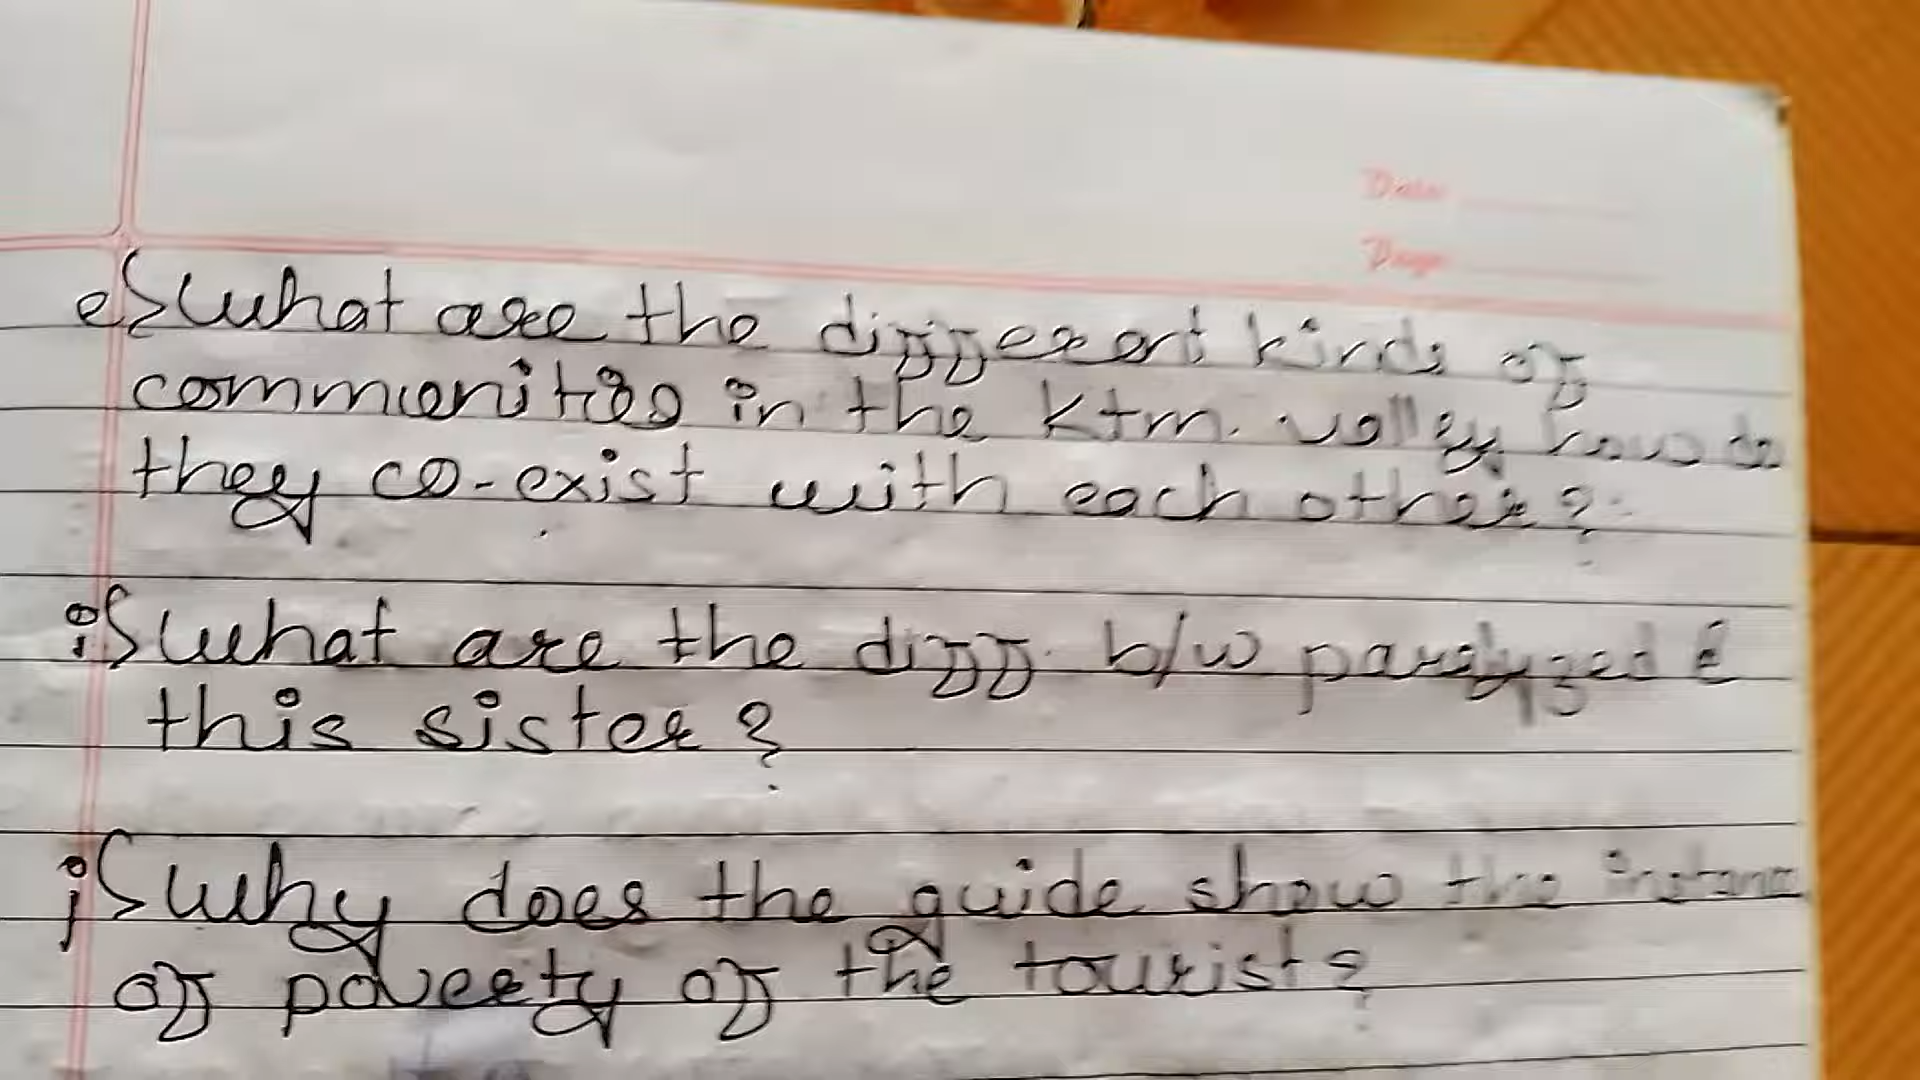 Date
Page
e) What are the different kinds of
communities in the Ktm. valley, how do
they co-exist with each other?
i) What are the diff. b/w paralyzed &
this sister?
j) Why does the guide show the instance
of poverty of the tourist?